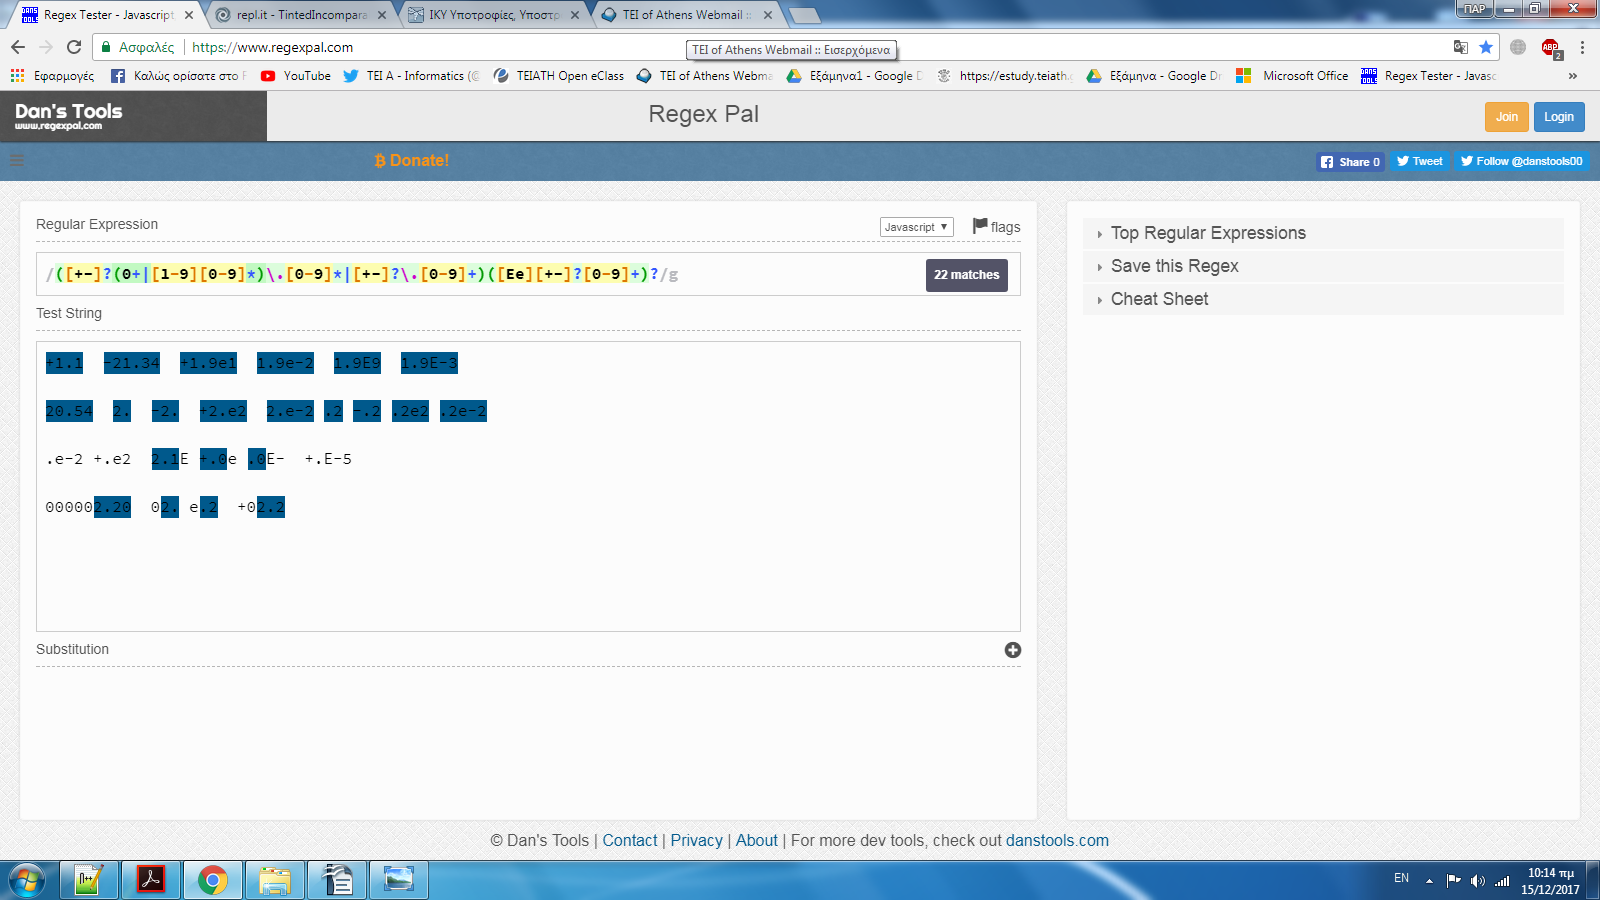 Regex Tester - Javascript,
repl.it - TintedIncompara
ΙΚΥ Υποτροφίες, Υποστρ
TEI of Athens Webmail ::
ΠΑΡ
Ασφαλές https://www.regexpal.com
TEI of Athens Webmail :: Εισερχόμενα
ABP 2
Εφαρμογές Καλώς ορίσατε στο F YouTube TEI A - Informatics (@ TEIATH Open eClass TEI of Athens Webma Εξάμηνα1 - Google D https://estudy.teiath.g Εξάμηνα - Google Dr Microsoft Office Regex Tester - Javasc »
Dan's Tools
www.regexpal.com
Regex Pal
Join Login
Donate!
Share 0 Tweet Follow @danstools00
Regular Expression
Javascript ▼ flags
/([+-]?(0+|[1-9][0-9]*)\.[0-9]*|[+-]?\.[0-9]+)([Ee][+-]?[0-9]+)?/g
22 matches
Test String
+1.1 -21.34 +1.9e1 1.9e-2 1.9E9 1.9E-3
20.54 2. -2. +2.e2 2.e-2 .2 -.2 .2e2 .2e-2
.e-2 +.e2 2.1E +.0e .0E- +.E-5
000002.20 02. e.2 +02.2
Substitution
Top Regular Expressions
Save this Regex
Cheat Sheet
© Dan's Tools | Contact | Privacy | About | For more dev tools, check out danstools.com
EN
10:14 πμ
15/12/2017